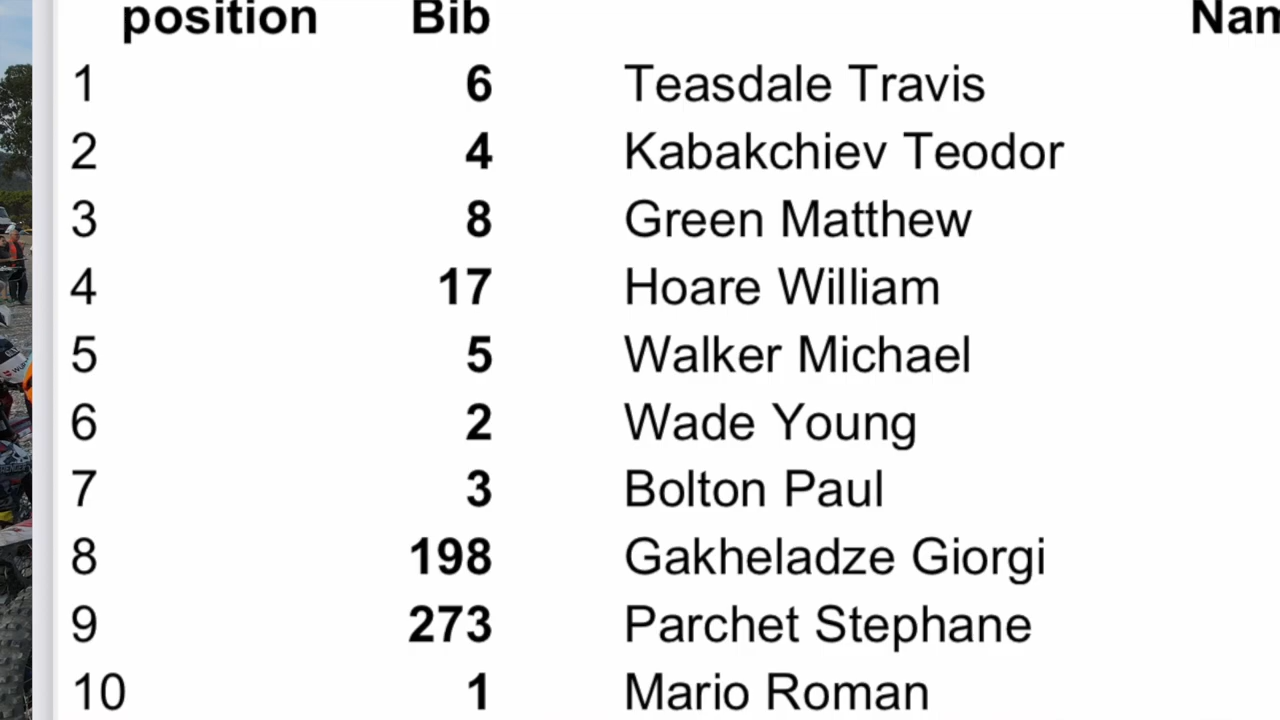 position Bib
1 6 Teasdale Travis
2 4 Kabakchiev Teodor
3 8 Green Matthew
4 17 Hoare William
5 5 Walker Michael
6 2 Wade Young
7 3 Bolton Paul
8 198 Gakheladze Giorgi
9 273 Parchet Stephane
10 1 Mario Roman